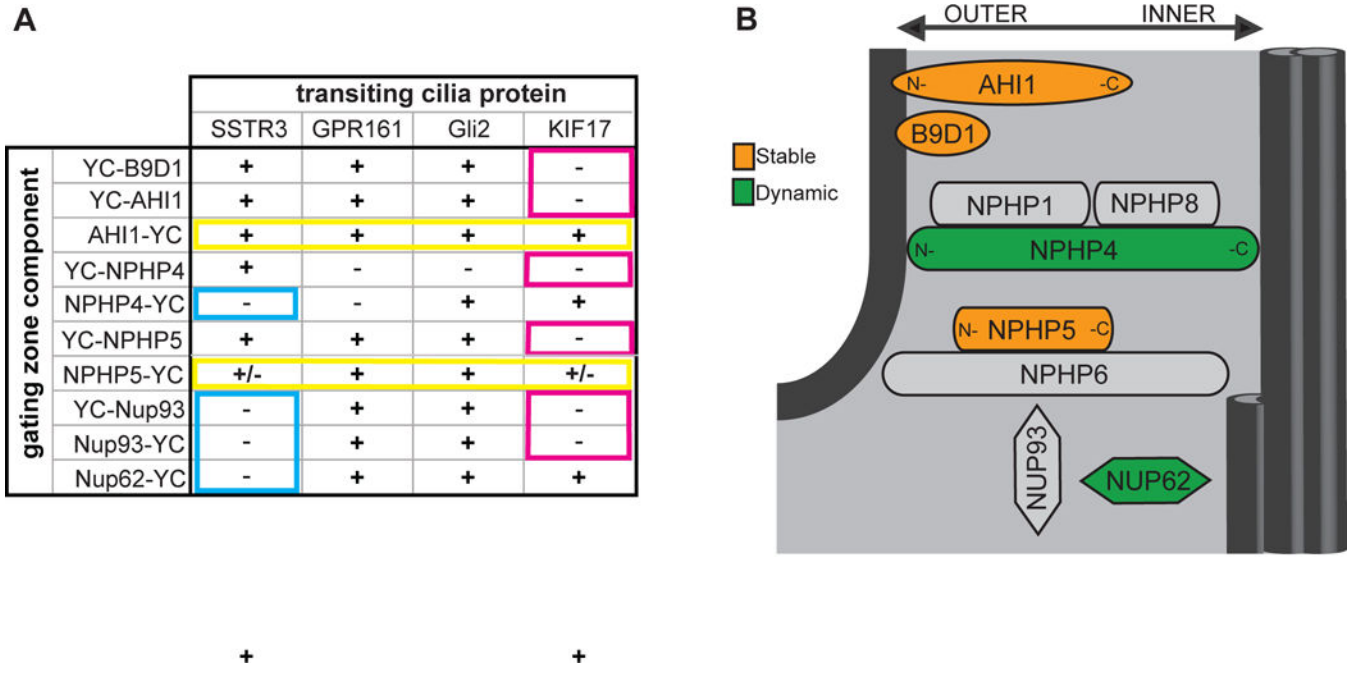 A
transiting cilia protein
SSTR3 GPR161 Gli2 KIF17
gating zone component
YC-B9D1 + + + -
YC-AHI1 + + + -
AHI1-YC + + + +
YC-NPHP4 + - - -
NPHP4-YC - - + +
YC-NPHP5 + + + -
NPHP5-YC +/- + + +/-
YC-Nup93 - + + -
Nup93-YC - + + -
Nup62-YC - + + +
+ +
B
OUTER INNER
N- AHI1 -C
B9D1
Stable
Dynamic
NPHP1 NPHP8
N- NPHP4 -C
N- NPHP5 -C
NPHP6
NUP93
NUP62